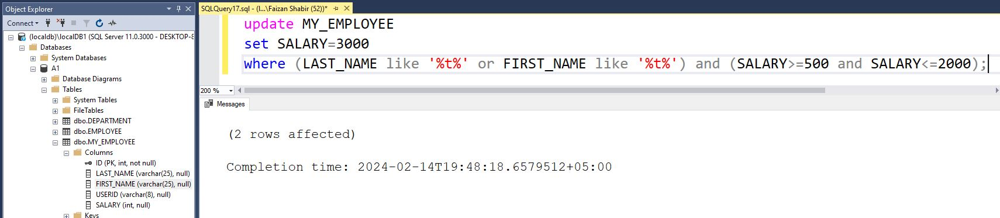 Object Explorer
Connect
(localdb)\localDB1 (SQL Server 11.0.3000 - DESKTOP-
Databases
System Databases
A1
Database Diagrams
Tables
System Tables
FileTables
dbo.DEPARTMENT
dbo.EMPLOYEE
dbo.MY_EMPLOYEE
Columns
ID (PK, int, not null)
LAST_NAME (varchar(25), null)
FIRST_NAME (varchar(25), null)
USERID (varchar(8), null)
SALARY (int, null)
Keys
SQLQuery17.sql - (l...\Faizan Shabir (52))*
update MY_EMPLOYEE
set SALARY=3000
where (LAST_NAME like '%t%' or FIRST_NAME like '%t%') and (SALARY>=500 and SALARY<=2000);
200 %
Messages
(2 rows affected)
Completion time: 2024-02-14T19:48:18.6579512+05:00